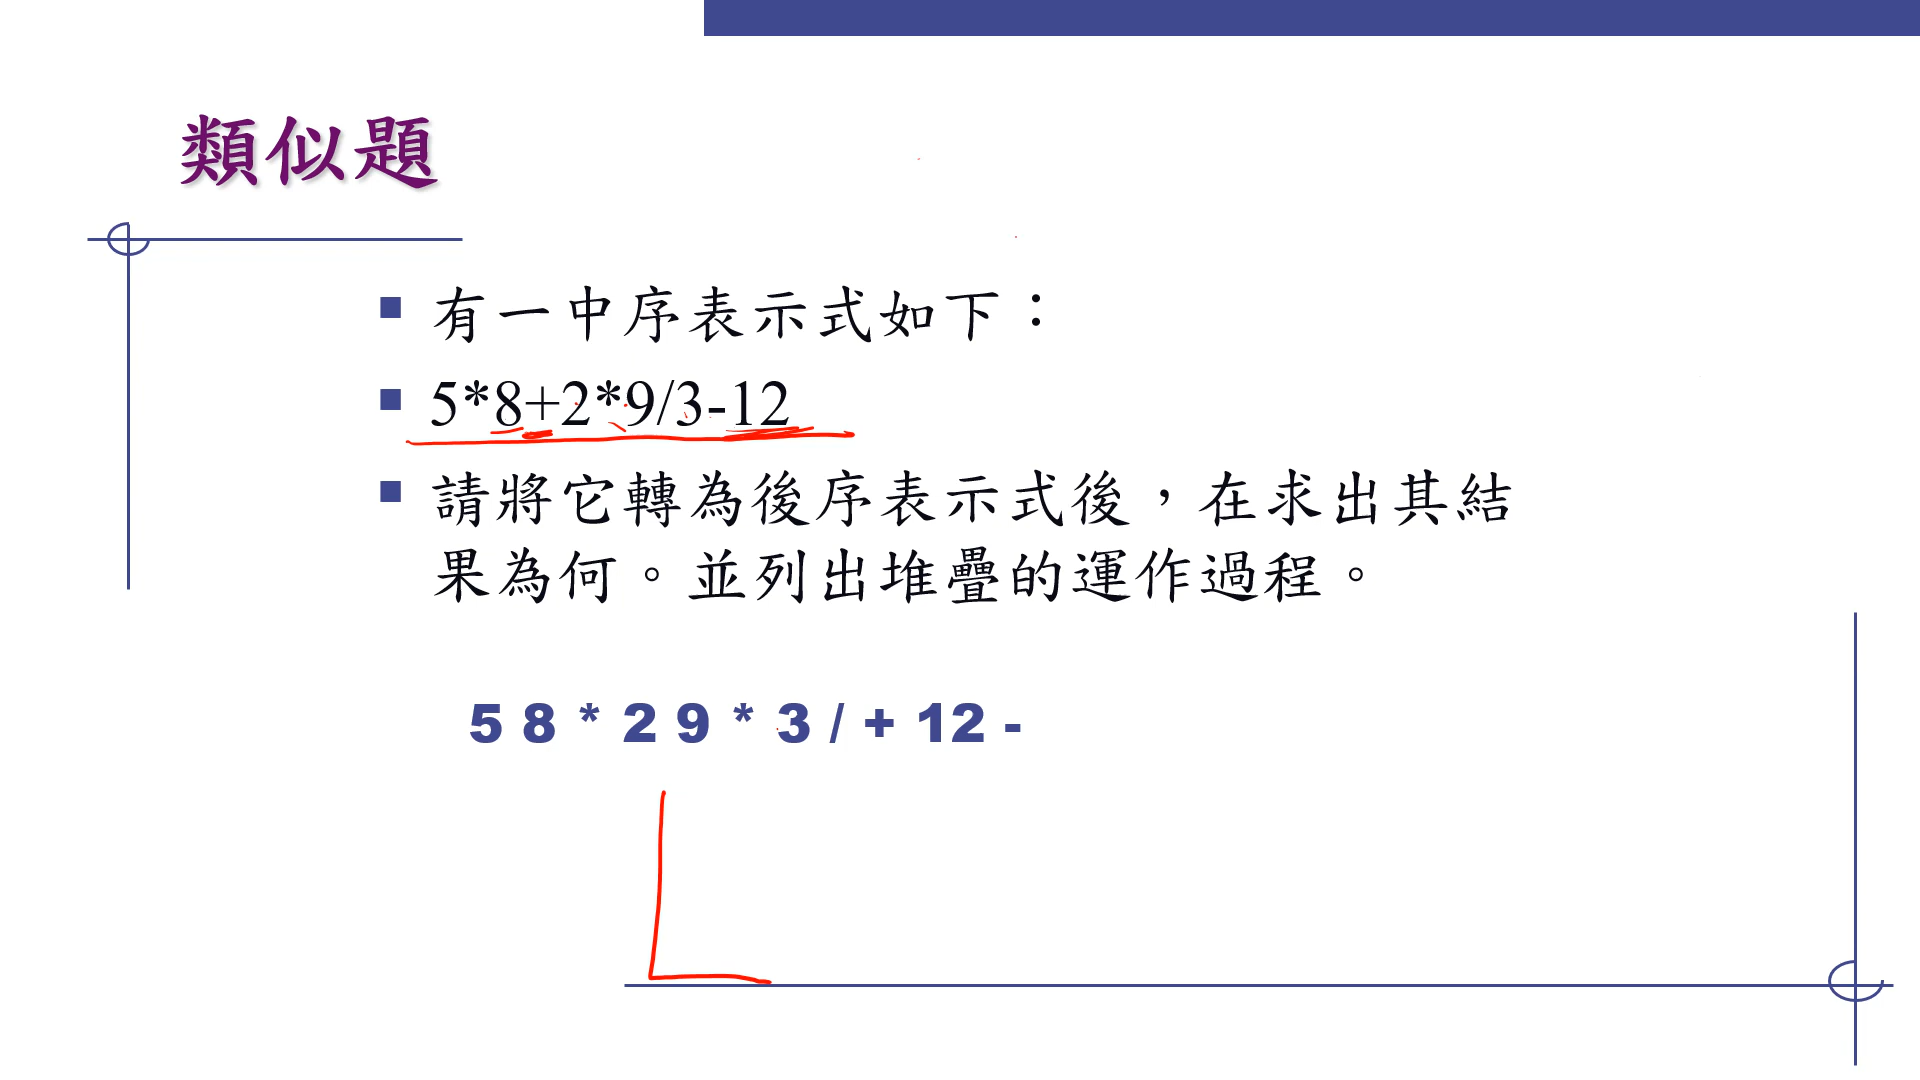 類似題
有一中序表示式如下：
5*8+2*9/3-12
請將它轉為後序表示式後，在求出其結
果為何。並列出堆疊的運作過程。
5 8 * 2 9 * 3 / + 12 -